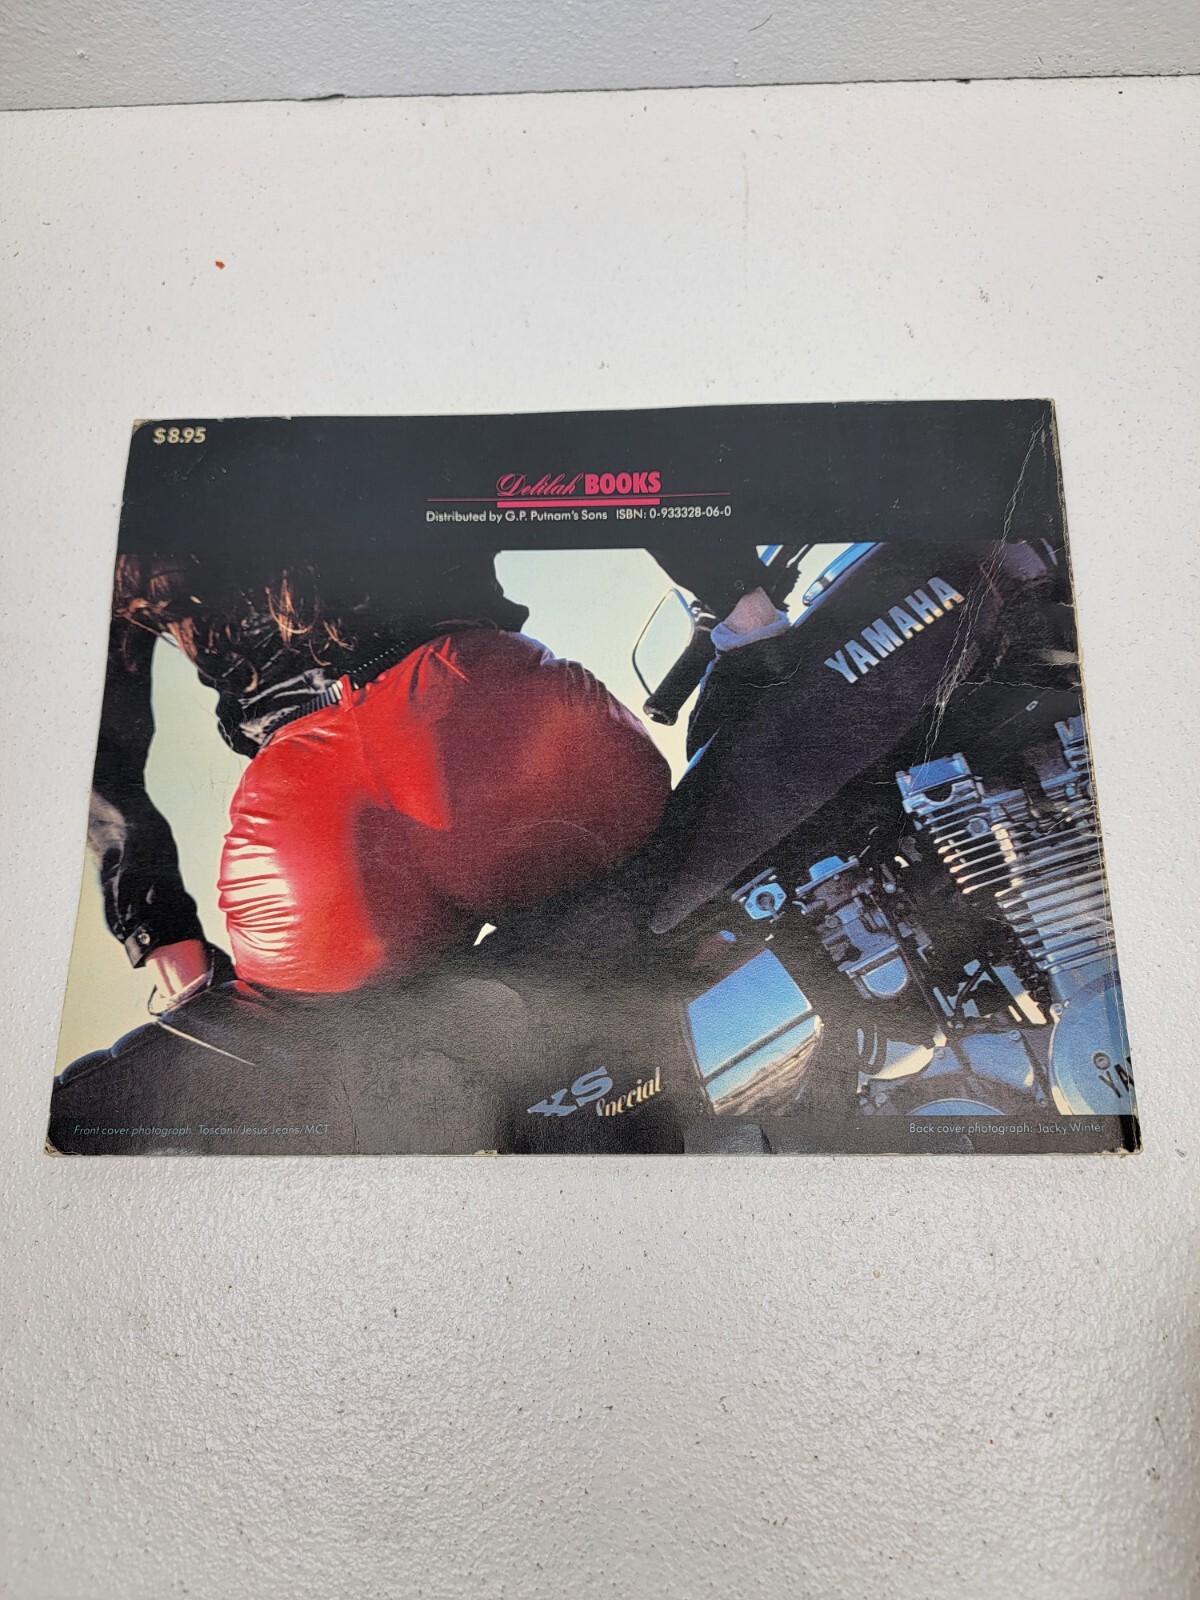 $8.95
Delilah BOOKS
Distributed by G.P. Putnam's Sons ISBN: 0-933328-06-0
YAMAHA
XS
Special
YA
Front cover photograph: Toscani/Jesus Jeans/MCT
Back cover photograph: Jacky Winter